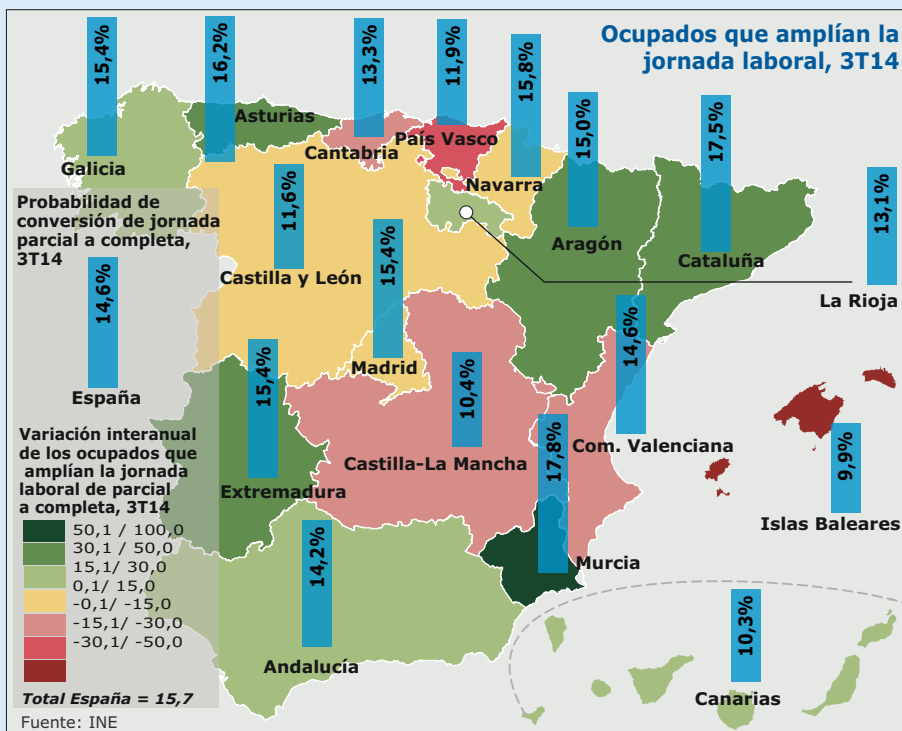 Ocupados que amplían la
jornada laboral, 3T14
15,4%
Galicia
16,2%
Asturias
13,3%
Cantabria
11,9%
País Vasco
15,8%
Navarra
15,0%
Aragón
17,5%
Cataluña
13,1%
La Rioja
Probabilidad de
conversión de jornada
parcial a completa,
3T14
14,6%
España
11,6%
Castilla y León
15,4%
Madrid
15,4%
Extremadura
10,4%
Castilla-La Mancha
14,6%
Com. Valenciana
17,8%
Murcia
9,9%
Islas Baleares
14,2%
Andalucía
10,3%
Canarias
Variación interanual
de los ocupados que
amplían la jornada
laboral de parcial
a completa, 3T14
50,1/ 100,0
30,1/ 50,0
15,1/ 30,0
0,1/ 15,0
-0,1/ -15,0
-15,1/ -30,0
-30,1/ -50,0
Total España = 15,7
Fuente: INE